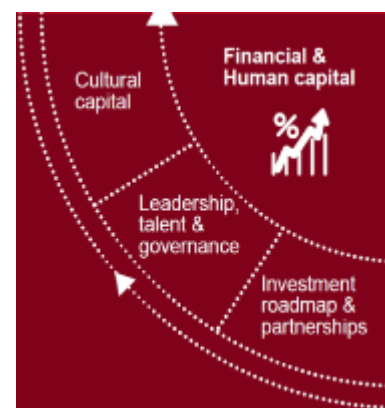 Financial &
Human capital
%
Cultural
capital
Leadership,
talent &
governance
Investment
roadmap &
partnerships